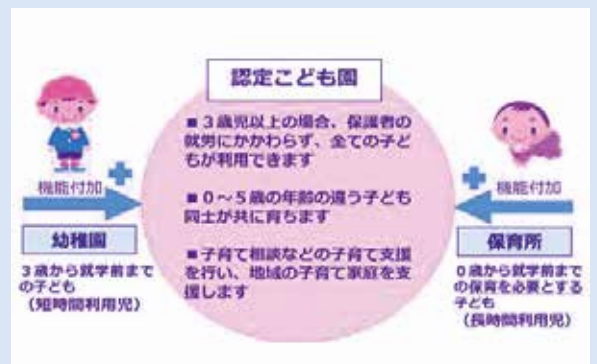 認定こども園
■３歳児以上の場合、保護者の
就労にかかわらず、全ての子ど
もが利用できます
■０～５歳の年齢の違う子ども
同士が共に育ちます
■子育て相談などの子育て支援
を行い、地域の子育て家庭を支
援します
機能付加
幼稚園
３歳から就学前まで
の子ども
（短時間利用児）
機能付加
保育所
０歳から就学前まで
の保育を必要とする
子ども
（長時間利用児）